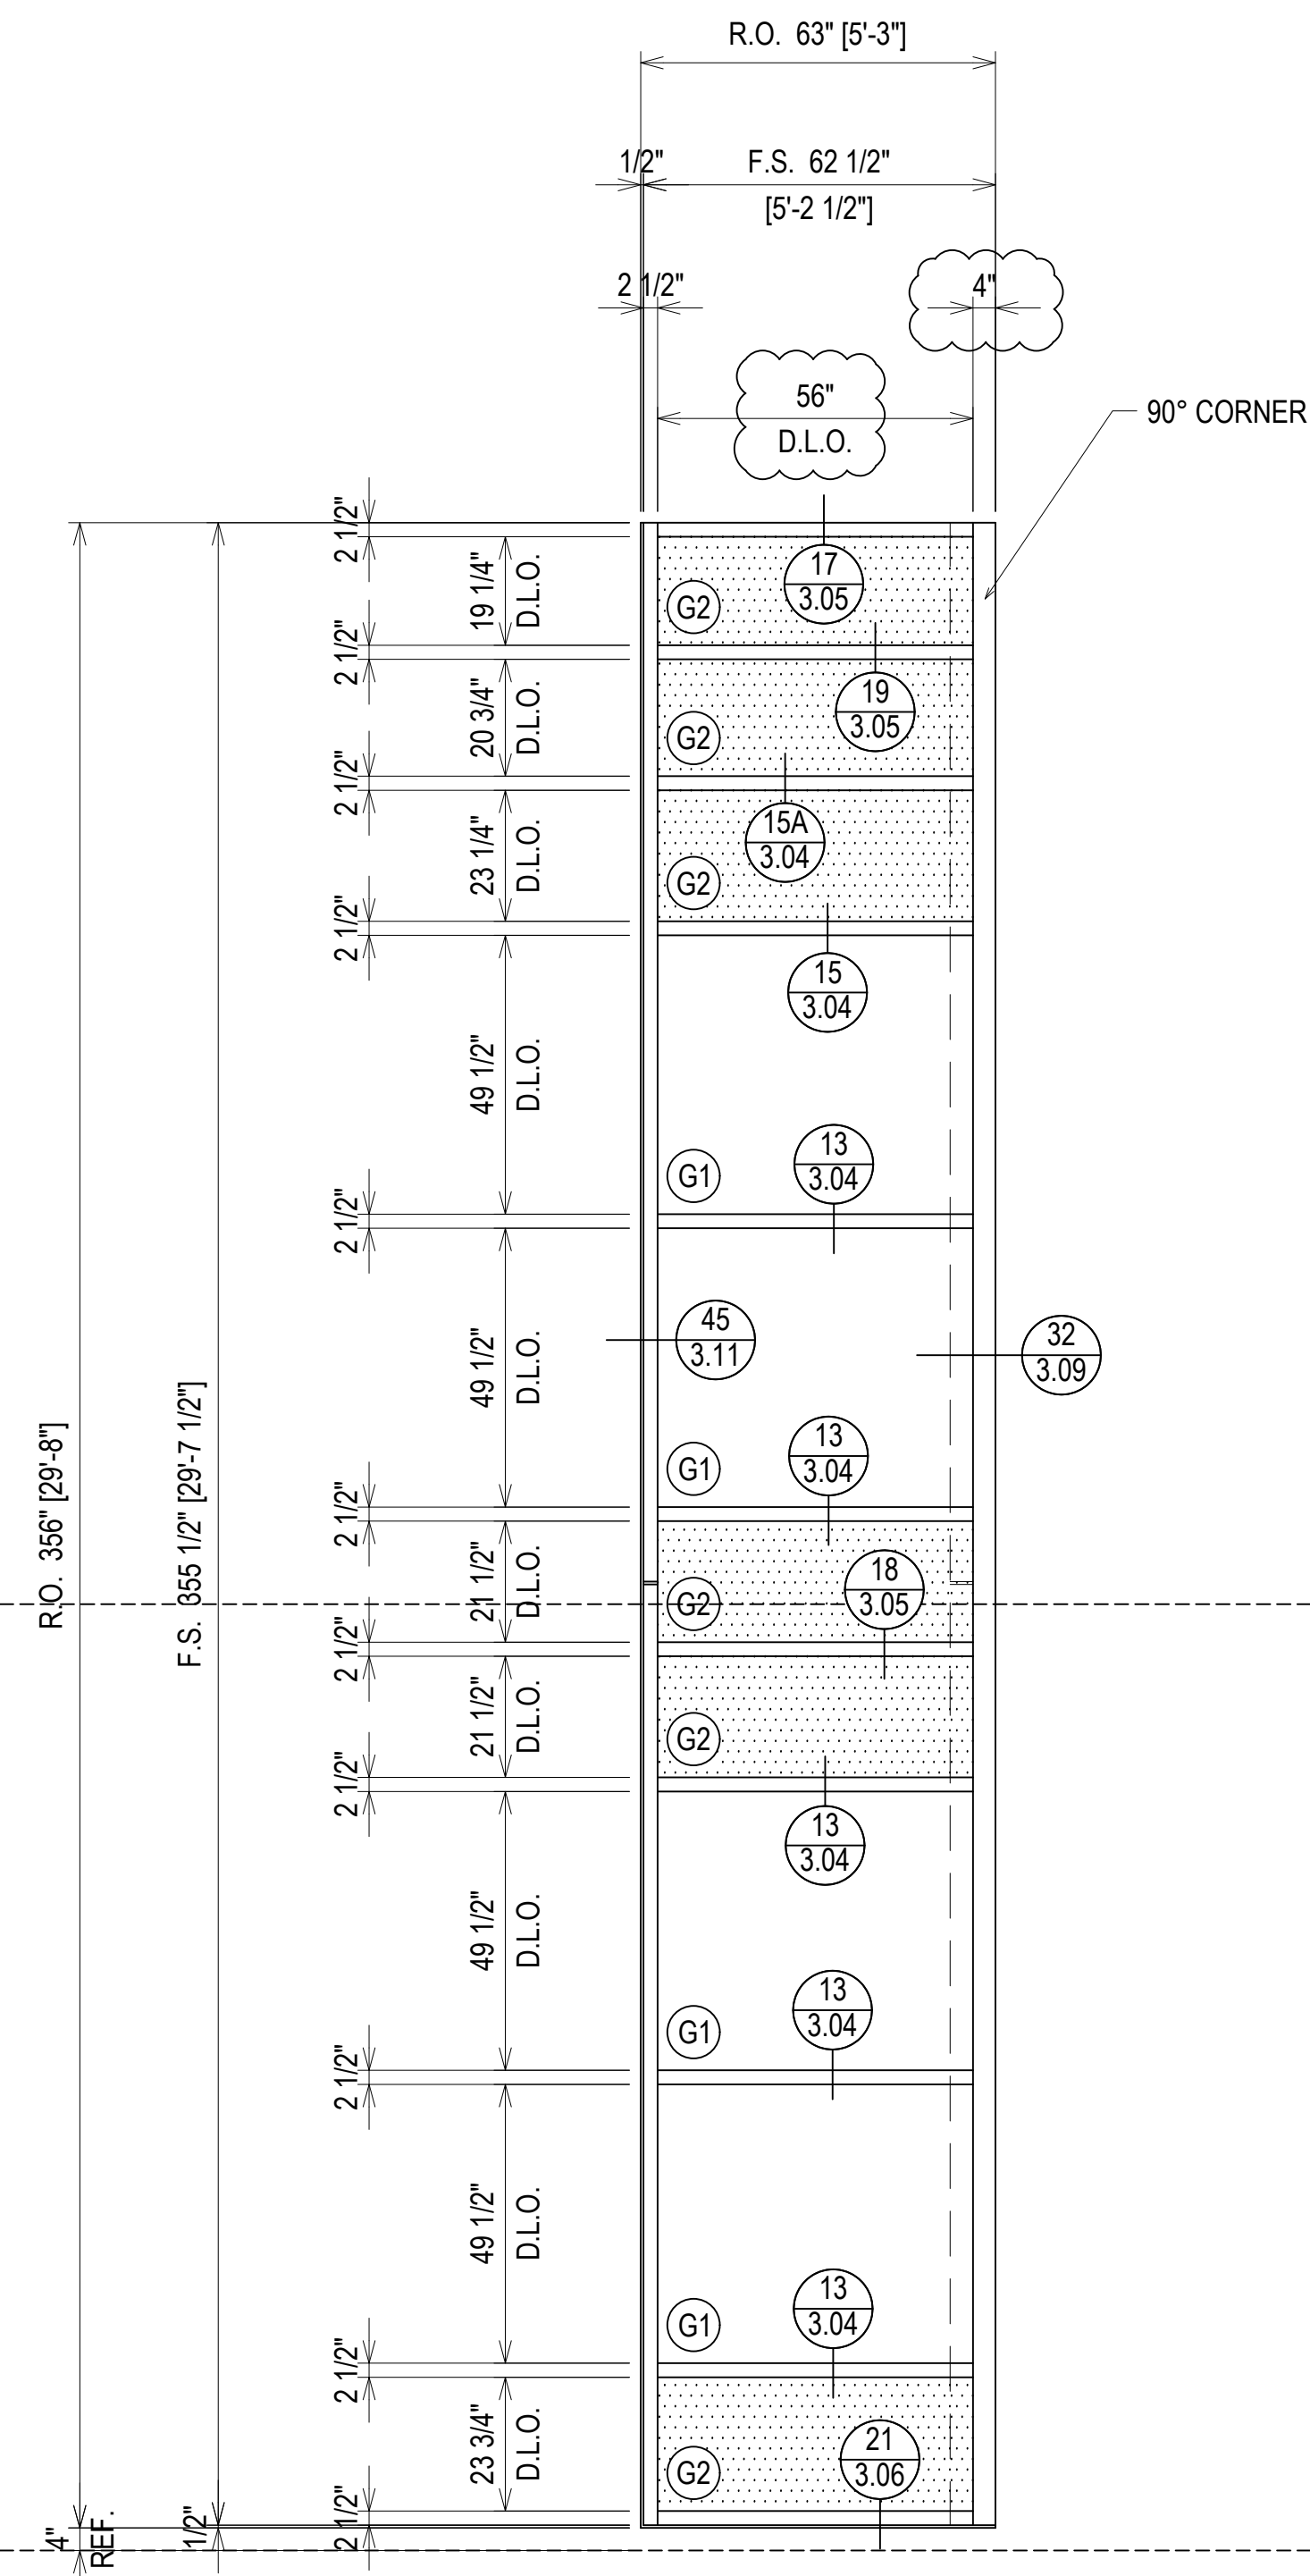 R.O. 63" [5'-3"]
1/2"
F.S. 62 1/2"
[5'-2 1/2"]
2 1/2"
4"
56"
D.L.O.
90° CORNER
2 1/2"
19 1/4"
D.L.O.
17
3.05
G2
2 1/2"
20 3/4"
D.L.O.
19
3.05
G2
2 1/2"
23 1/4"
D.L.O.
15A
3.04
G2
2 1/2"
15
3.04
49 1/2"
D.L.O.
13
3.04
G1
2 1/2"
49 1/2"
D.L.O.
45
3.11
32
3.09
13
3.04
G1
R.O. 356" [29'-8"]
F.S. 355 1/2" [29'-7 1/2"]
2 1/2"
21 1/2"
D.L.O.
18
3.05
G2
2 1/2"
21 1/2"
D.L.O.
G2
2 1/2"
13
3.04
49 1/2"
D.L.O.
13
3.04
G1
2 1/2"
49 1/2"
D.L.O.
13
3.04
G1
2 1/2"
23 3/4"
D.L.O.
21
3.06
G2
2 1/2"
1/2"
4"
REF.